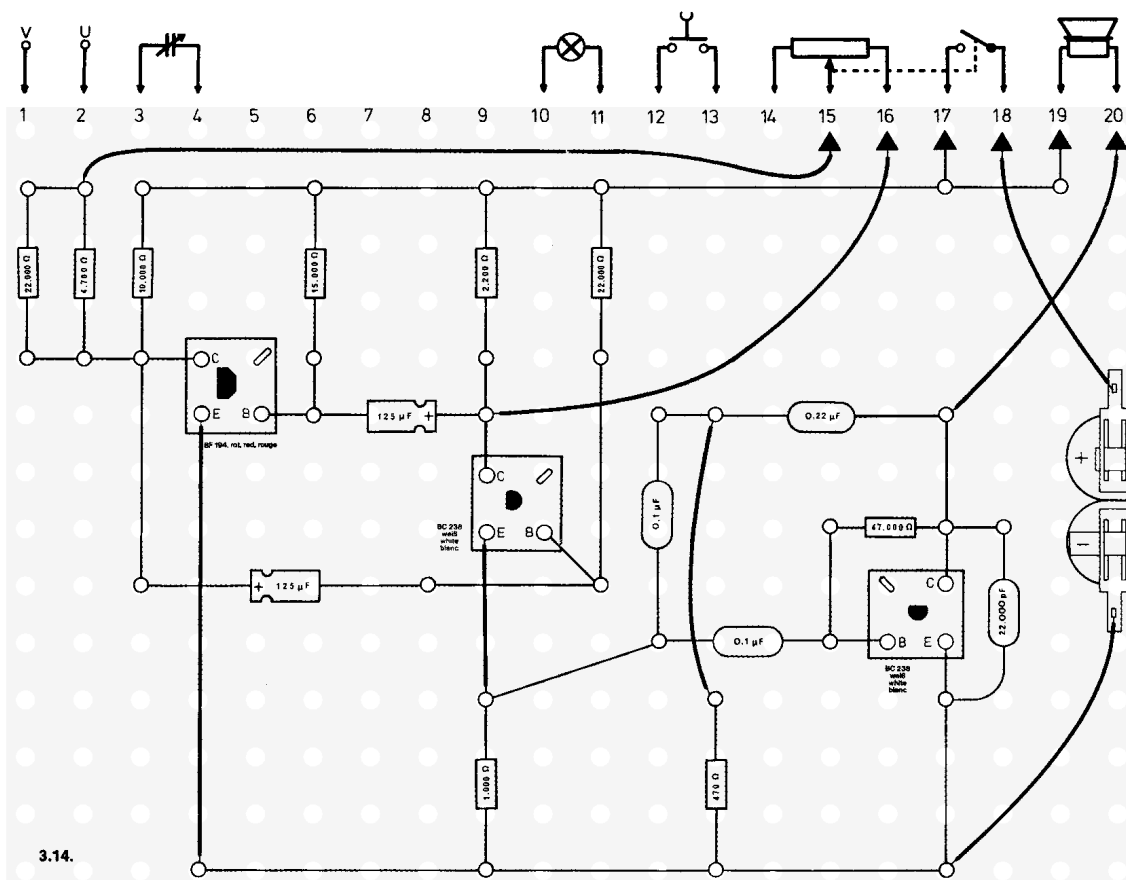 V U
1 2 3 4 5 6 7 8 9 10 11 12 13 14 15 16 17 18 19 20
22.000 Ω
4.700 Ω
10.000 Ω
15.000 Ω
2.200 Ω
22.000 Ω
C
E B
BF 194. rot, red, rouge
125 µF +
0.22 µF
+
C
E B
BC 238
weiß
white
blanc
0.1 µF
47.000 Ω
−
+ 125 µF
C
B E
22.000 pF
0.1 µF
BC 238
weiß
white
blanc
1.000 Ω
470 Ω
3.14.